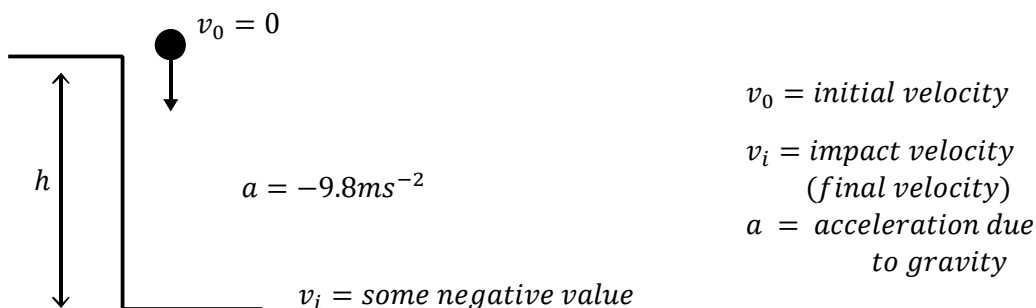 v₀ = 0
v₀ = initial velocity
vᵢ = impact velocity
(final velocity)
h
a = −9.8ms⁻²
a = acceleration due
to gravity
vᵢ = some negative value